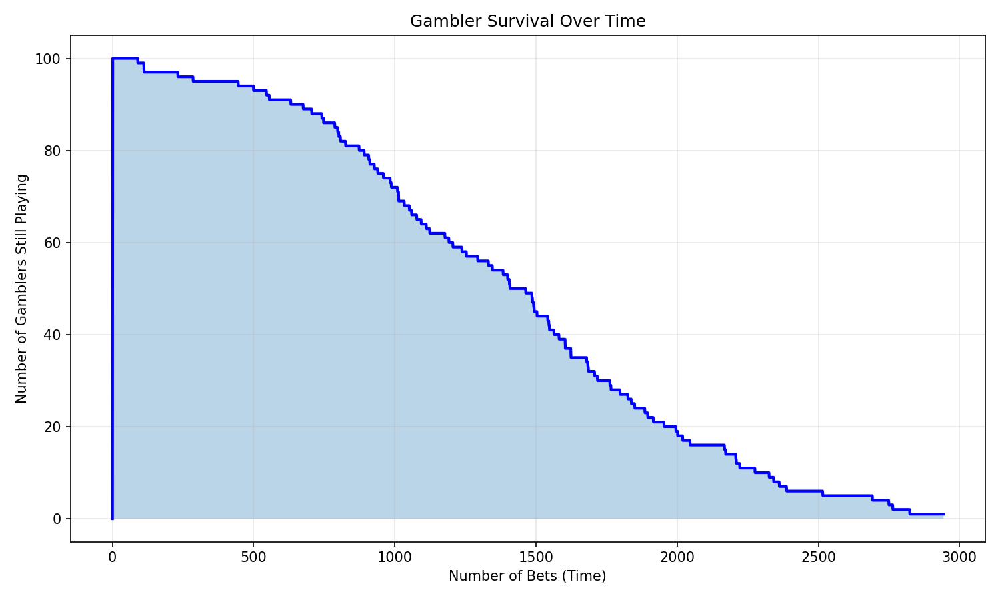 Gambler Survival Over Time
Number of Gamblers Still Playing
100
80
60
40
20
0
0 500 1000 1500 2000 2500 3000
Number of Bets (Time)